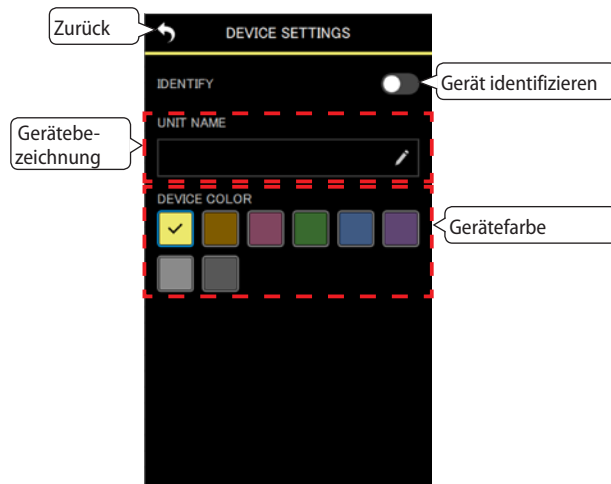 Zurück
DEVICE SETTINGS
IDENTIFY
Gerät identifizieren
UNIT NAME
Gerätebe-
zeichnung
DEVICE COLOR
Gerätefarbe